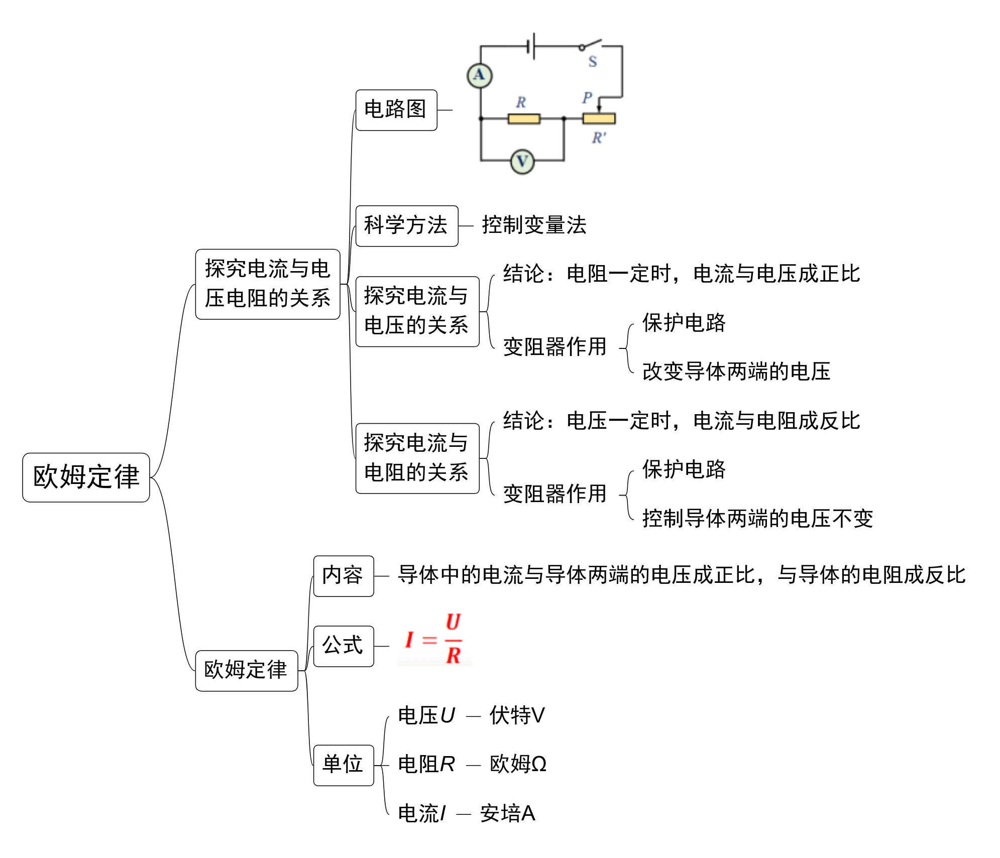 欧姆定律
探究电流与电
压电阻的关系
电路图
S
A
P
R
R'
V
科学方法
控制变量法
探究电流与
电压的关系
结论：电阻一定时，电流与电压成正比
变阻器作用
保护电路
改变导体两端的电压
探究电流与
电阻的关系
结论：电压一定时，电流与电阻成反比
变阻器作用
保护电路
控制导体两端的电压不变
欧姆定律
内容
导体中的电流与导体两端的电压成正比，与导体的电阻成反比
公式
I = U/R
单位
电压U
伏特V
电阻R
欧姆Ω
电流I
安培A